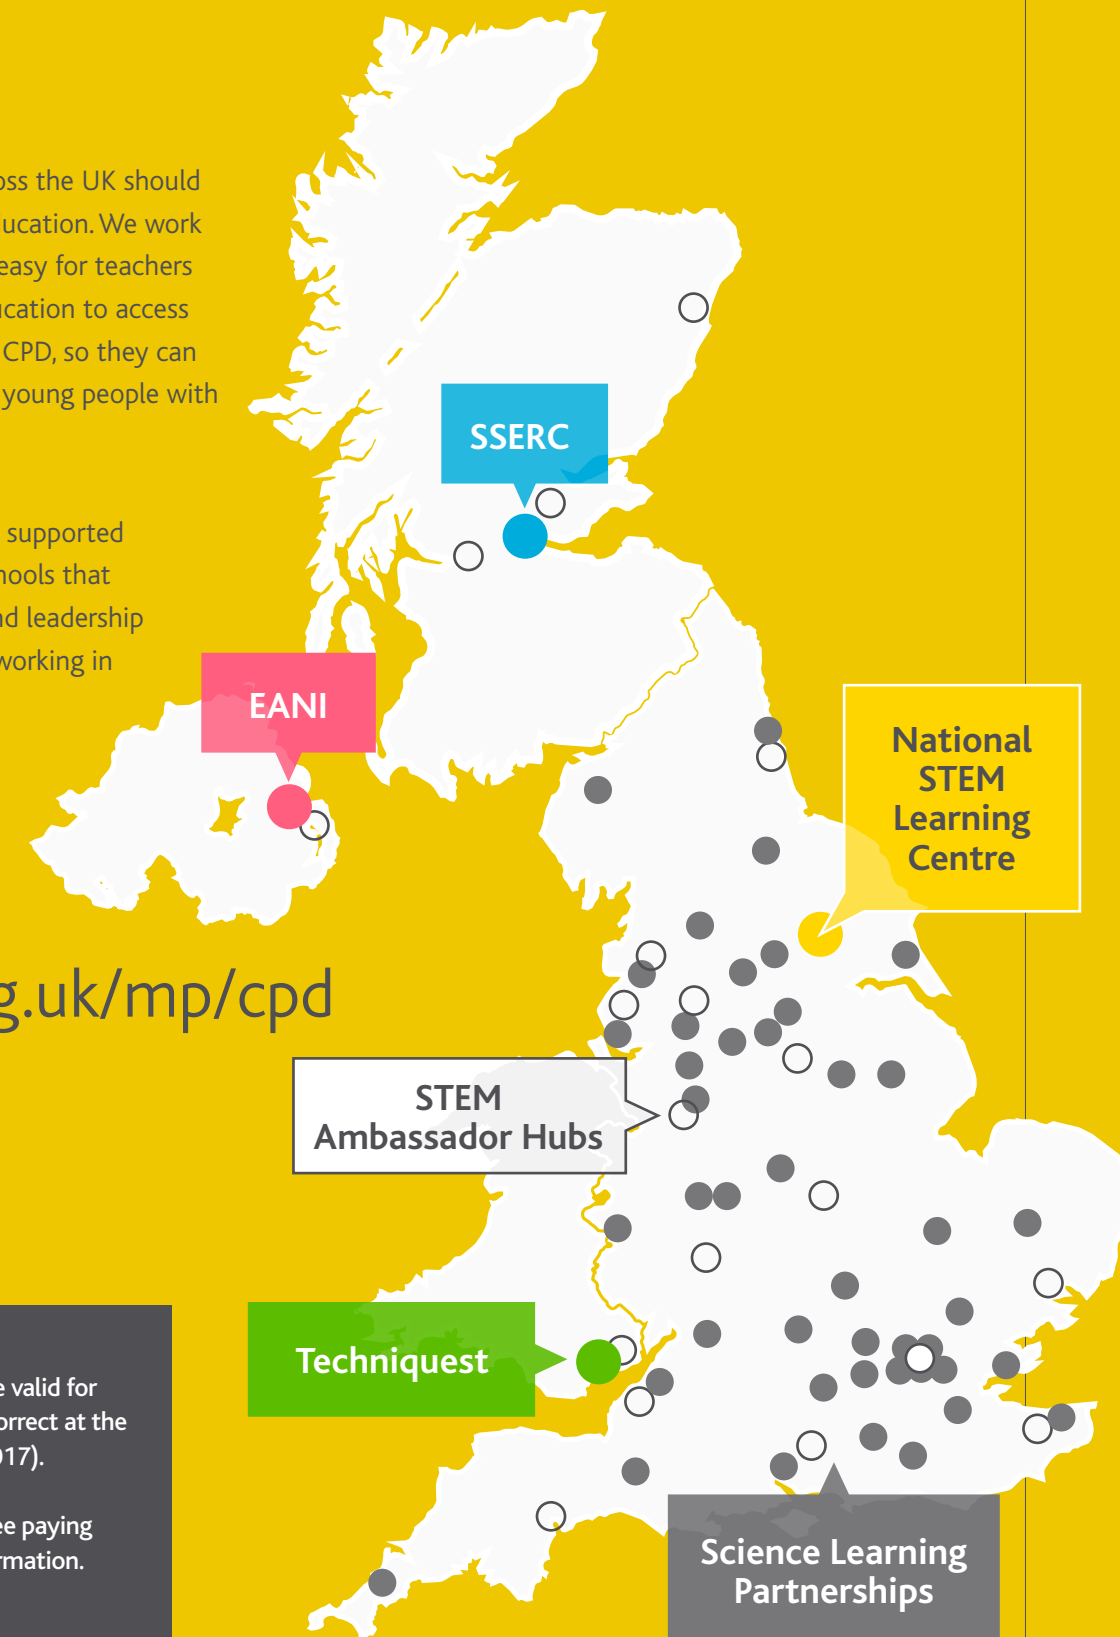 oss the UK should
ducation. We work
easy for teachers
ucation to access
CPD, so they can
young people with
supported
hools that
nd leadership
working in
SSERC
EANI
National
STEM
Learning
Centre
g.uk/mp/cpd
STEM
Ambassador Hubs
Techniquest
e valid for
orrect at the
017).
ee paying
rmation.
Science Learning
Partnerships